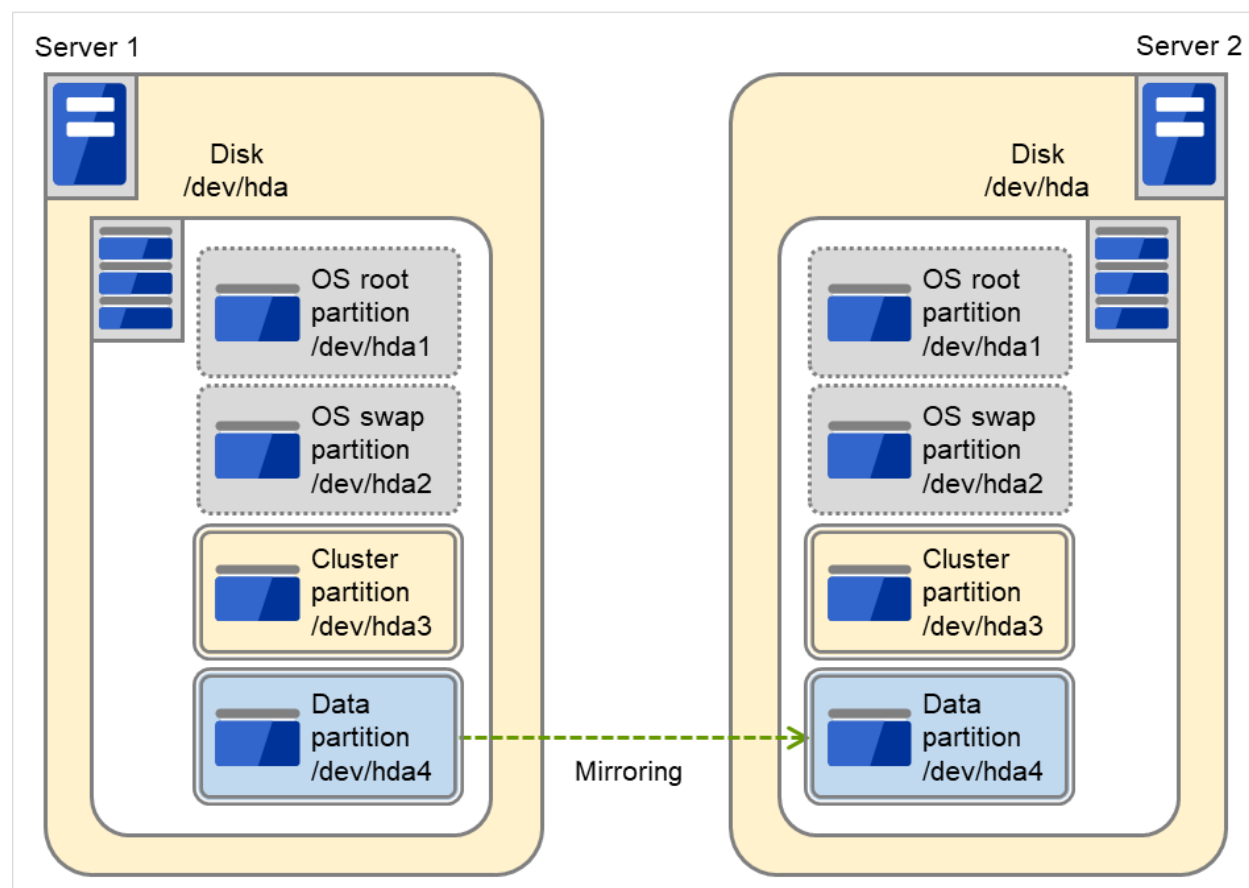 Server 1
Server 2
Disk
/dev/hda
Disk
/dev/hda
OS root
partition
/dev/hda1
OS swap
partition
/dev/hda2
Cluster
partition
/dev/hda3
Data
partition
/dev/hda4
Mirroring
OS root
partition
/dev/hda1
OS swap
partition
/dev/hda2
Cluster
partition
/dev/hda3
Data
partition
/dev/hda4